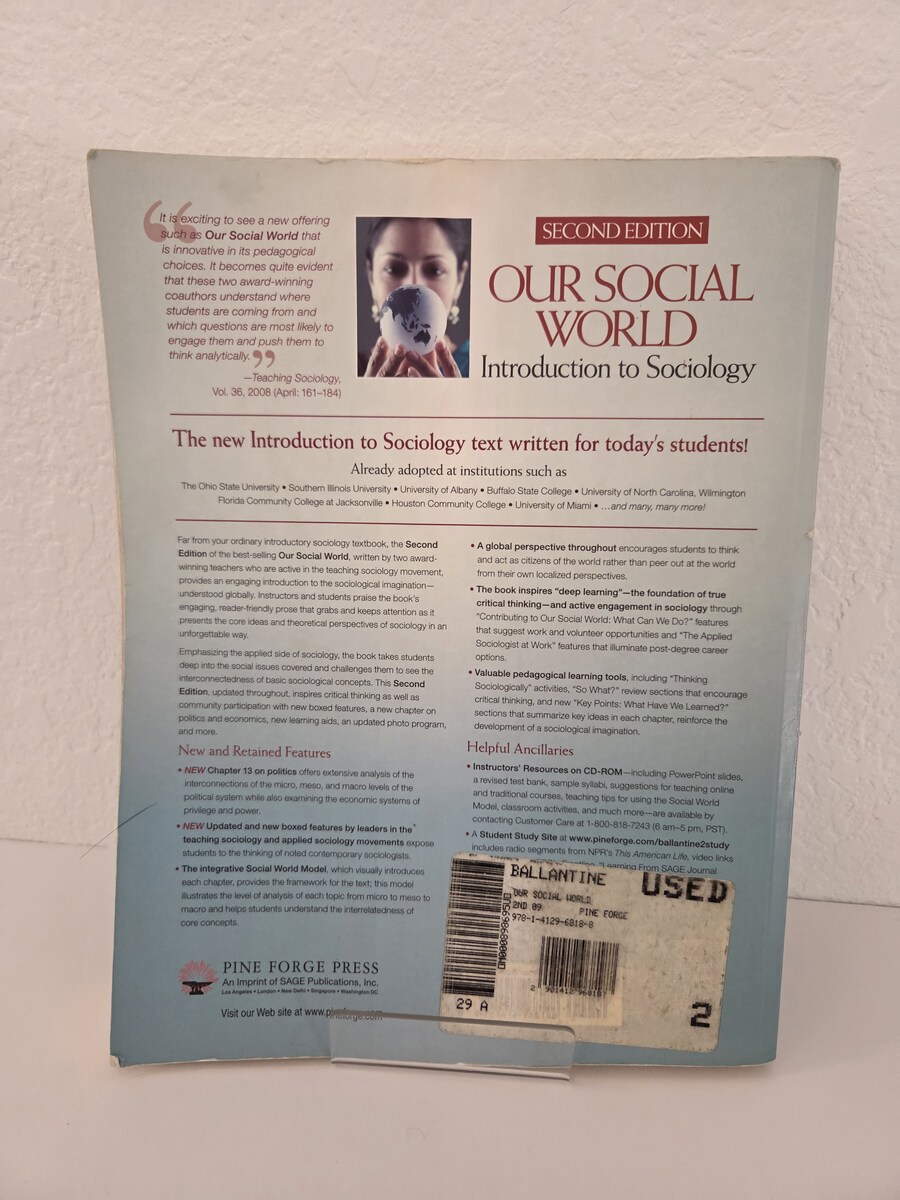 It is exciting to see a new offering
such as Our Social World that
is innovative in its pedagogical
choices. It becomes quite evident
that these two award-winning
coauthors understand where
students are coming from and
which questions are most likely to
engage them and push them to
think analytically.
—Teaching Sociology,
Vol. 36, 2008 (April: 161–184)
SECOND EDITION
OUR SOCIAL
WORLD
Introduction to Sociology
The new Introduction to Sociology text written for today's students!
Already adopted at institutions such as
The Ohio State University • Southern Illinois University • University of Albany • Buffalo State College • University of North Carolina, Wilmington
Florida Community College at Jacksonville • Houston Community College • University of Miami • …and many, many more!
Far from your ordinary introductory sociology textbook, the Second
Edition of the best-selling Our Social World, written by two award-
winning teachers who are active in the teaching sociology movement,
provides an engaging introduction to the sociological imagination—
understood globally. Instructors and students praise the book's
engaging, reader-friendly prose that grabs and keeps attention as it
presents the core ideas and theoretical perspectives of sociology in an
unforgettable way.
Emphasizing the applied side of sociology, the book takes students
deep into the social issues covered and challenges them to see the
interconnectedness of basic sociological concepts. This Second
Edition, updated throughout, inspires critical thinking as well as
community participation with new boxed features, a new chapter on
politics and economics, new learning aids, an updated photo program,
and more.
New and Retained Features
• NEW Chapter 13 on politics offers extensive analysis of the
interconnections of the micro, meso, and macro levels of the
political system while also examining the economic systems of
privilege and power.
• NEW Updated and new boxed features by leaders in the
teaching sociology and applied sociology movements expose
students to the thinking of noted contemporary sociologists.
• The integrative Social World Model, which visually introduces
each chapter, provides the framework for the text; this model
illustrates the level of analysis of each topic from micro to meso to
macro and helps students understand the interrelatedness of
core concepts.
• A global perspective throughout encourages students to think
and act as citizens of the world rather than peer out at the world
from their own localized perspectives.
• The book inspires "deep learning"—the foundation of true
critical thinking—and active engagement in sociology through
"Contributing to Our Social World: What Can We Do?" features
that suggest work and volunteer opportunities and "The Applied
Sociologist at Work" features that illuminate post-degree career
options.
• Valuable pedagogical learning tools, including "Thinking
Sociologically" activities, "So What?" review sections that encourage
critical thinking, and new "Key Points: What Have We Learned?"
sections that summarize key ideas in each chapter, reinforce the
development of a sociological imagination.
Helpful Ancillaries
• Instructors' Resources on CD-ROM—including PowerPoint slides,
a revised test bank, sample syllabi, suggestions for teaching online
and traditional courses, teaching tips for using the Social World
Model, classroom activities, and much more—are available by
contacting Customer Care at 1-800-818-7243 (6 am–5 pm, PST).
• A Student Study Site at www.pineforge.com/ballantine2study
includes radio segments from NPR's This American Life, video links
"Learning From SAGE Journal
PINE FORGE PRESS
An Imprint of SAGE Publications, Inc.
Los Angeles • London • New Delhi • Singapore • Washington DC
Visit our Web site at www.pineforge.com
BALLANTINE USED
OUR SOCIAL WORLD
2ND 09 PINE FORGE
978-1-4129-6818-8
29 A
2